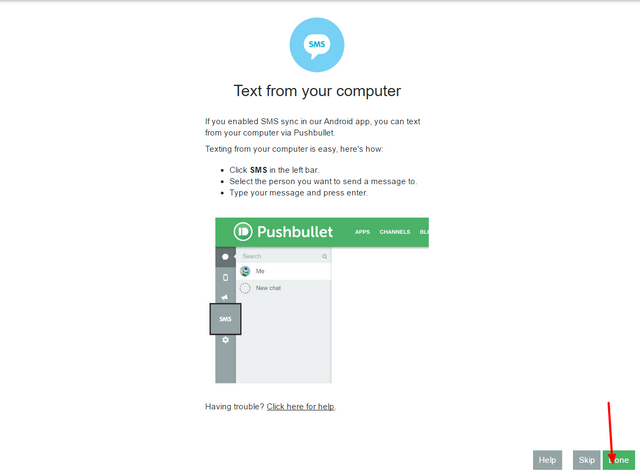 SMS
Text from your computer
If you enabled SMS sync in our Android app, you can text
from your computer via Pushbullet.
Texting from your computer is easy, here's how:
Click SMS in the left bar.
Select the person you want to send a message to.
Type your message and press enter.
Pushbullet APPS CHANNELS
Search
Me
New chat
SMS
Having trouble? Click here for help.
Help Skip